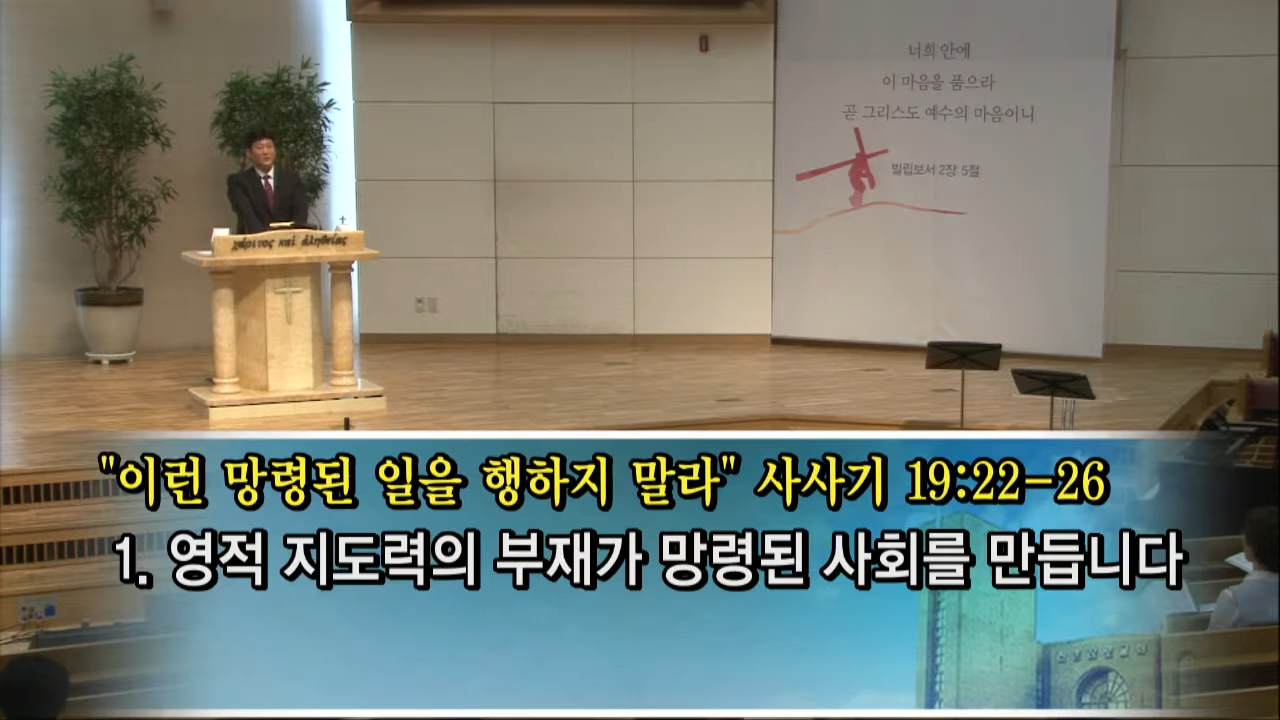 너희 안에
이 마음을 품으라
곧 그리스도 예수의 마음이니
빌립보서 2장 5절
χάριτος καὶ ἀληθείας
"이런 망령된 일을 행하지 말라" 사사기 19:22-26
1. 영적 지도력의 부재가 망령된 사회를 만듭니다